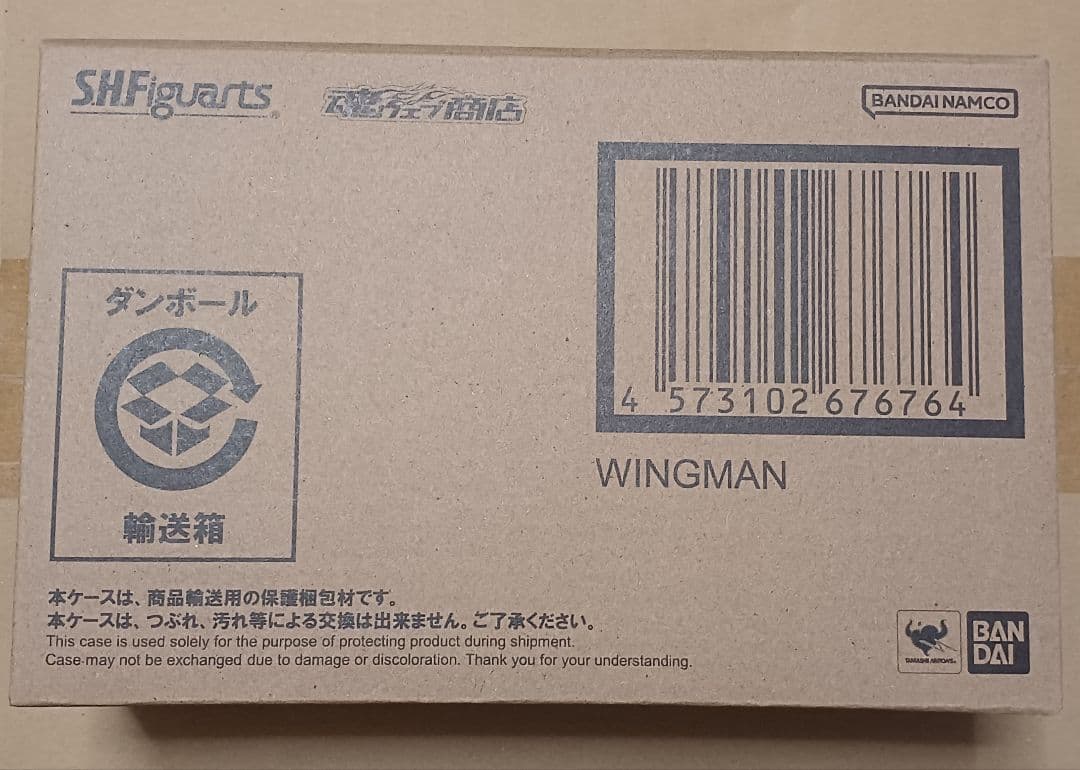 S.H.Figuarts
魂ウェブ商店
BANDAI NAMCO
4 573102 676764
WINGMAN
ダンボール
輸送箱
本ケースは、商品輸送用の保護梱包材です。
本ケースは、つぶれ、汚れ等による交換は出来ません。ご了承ください。
This case is used solely for the purpose of protecting product during shipment.
Case may not be exchanged due to damage or discoloration. Thank you for your understanding.
TAMASHII NATIONS
BAN
DAI